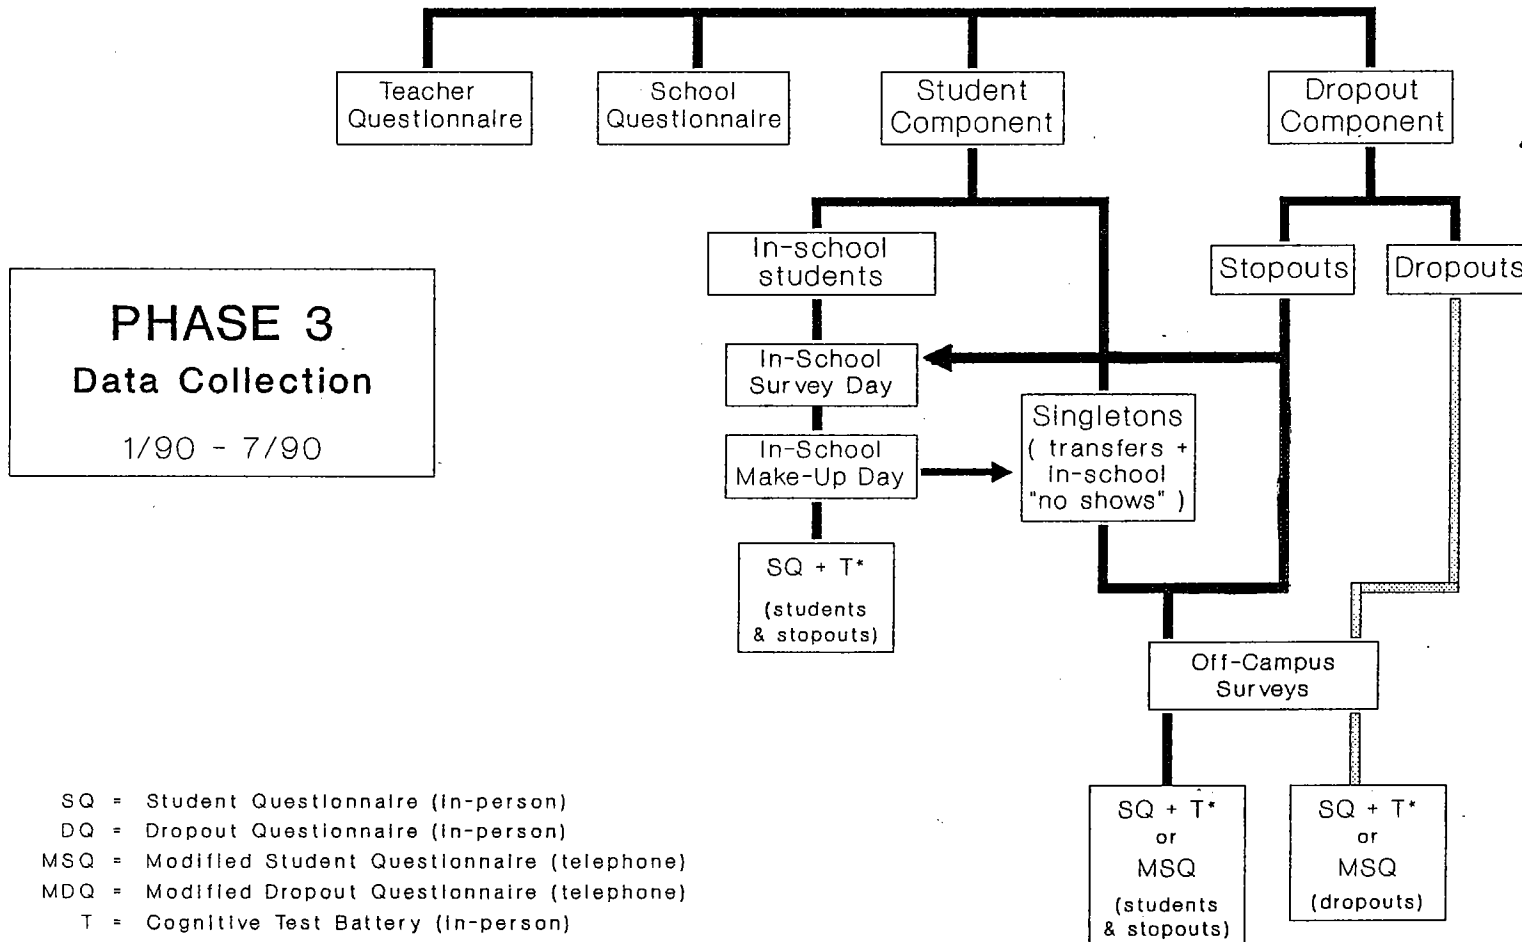 Teacher
Questionnaire
School
Questionnaire
Student
Component
Dropout
Component
In-school
students
Stopouts
Dropouts
PHASE 3
Data Collection
1/90 - 7/90
In-School
Survey Day
In-School
Make-Up Day
Singletons
( transfers +
in-school
"no shows" )
SQ + T*
(students
& stopouts)
Off-Campus
Surveys
SQ + T*
or
MSQ
(students
& stopouts)
SQ + T*
or
MSQ
(dropouts)
SQ = Student Questionnaire (in-person)
DQ = Dropout Questionnaire (in-person)
MSQ = Modified Student Questionnaire (telephone)
MDQ = Modified Dropout Questionnaire (telephone)
T = Cognitive Test Battery (in-person)